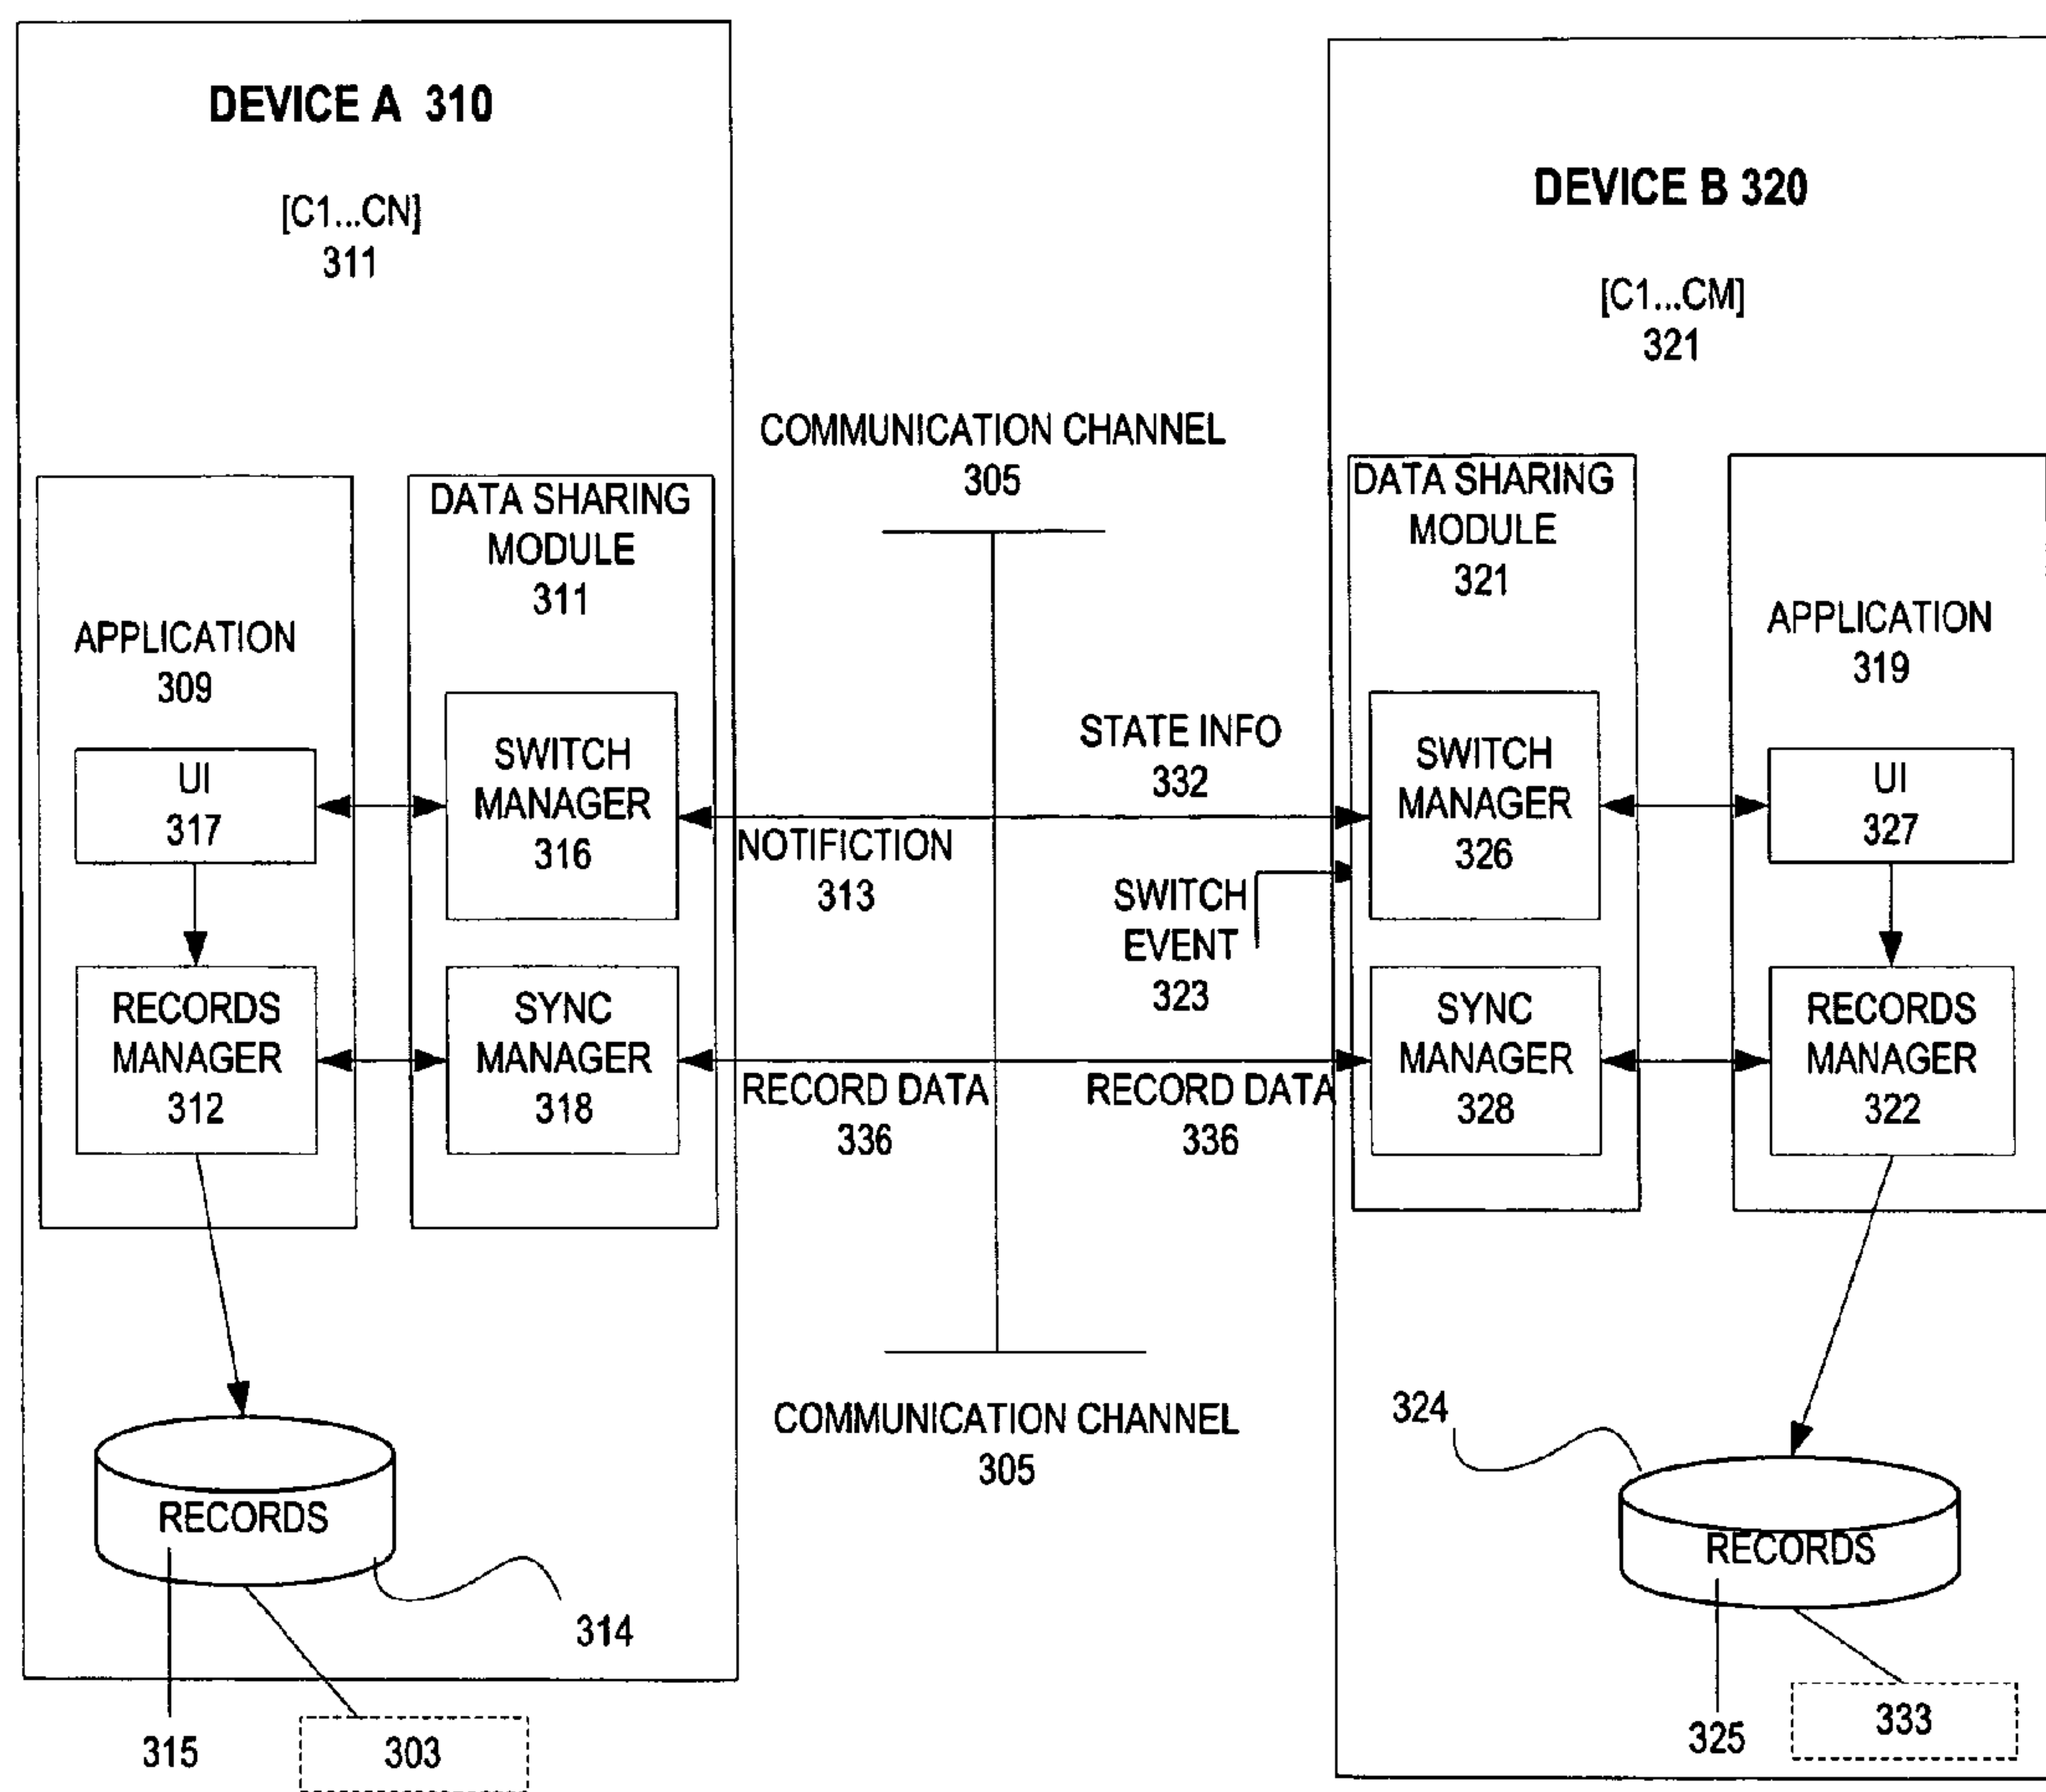 DEVICE A 310
[C1...CN]
311
DATA SHARING
MODULE
311
APPLICATION
309
UI
317
SWITCH
MANAGER
316
RECORDS
MANAGER
312
SYNC
MANAGER
318
RECORDS
314
315
303
COMMUNICATION CHANNEL
305
STATE INFO
332
NOTIFICTION
313
SWITCH
EVENT
323
RECORD DATA
336
RECORD DATA
336
COMMUNICATION CHANNEL
305
DEVICE B 320
[C1...CM]
321
DATA SHARING
MODULE
321
APPLICATION
319
SWITCH
MANAGER
326
UI
327
SYNC
MANAGER
328
RECORDS
MANAGER
322
324
RECORDS
325
333